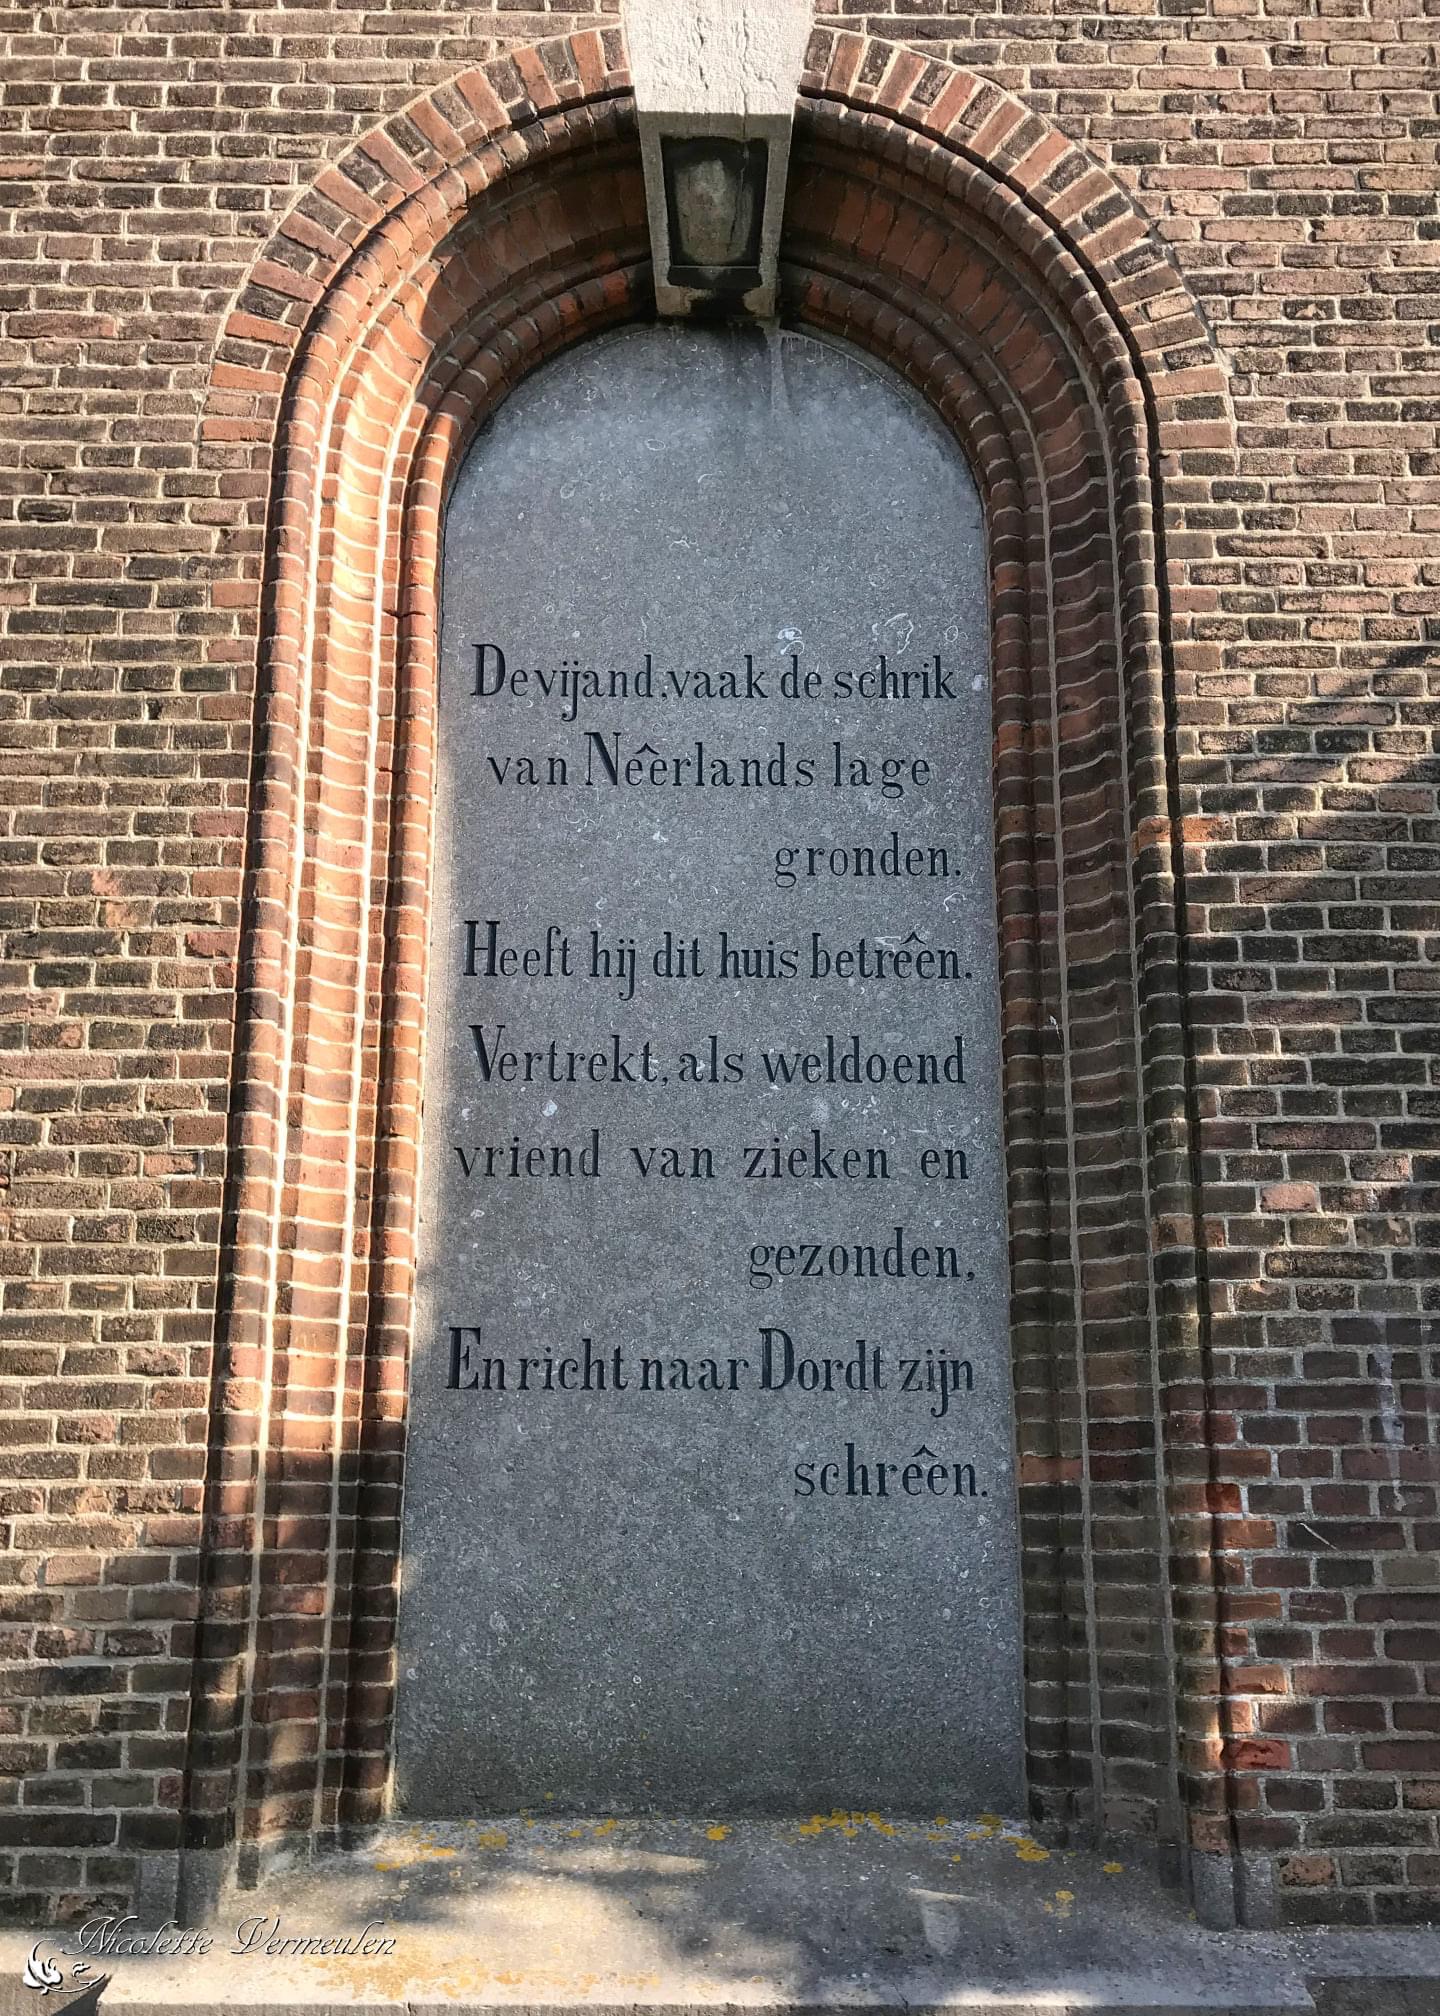 De vijand, vaak de schrik
van Neêrlands lage
gronden.
Heeft hij dit huis betreên.
Vertrekt, als weldoend
vriend van zieken en
gezonden,
En richt naar Dordt zijn
schreên.
Nicolette Vermeulen